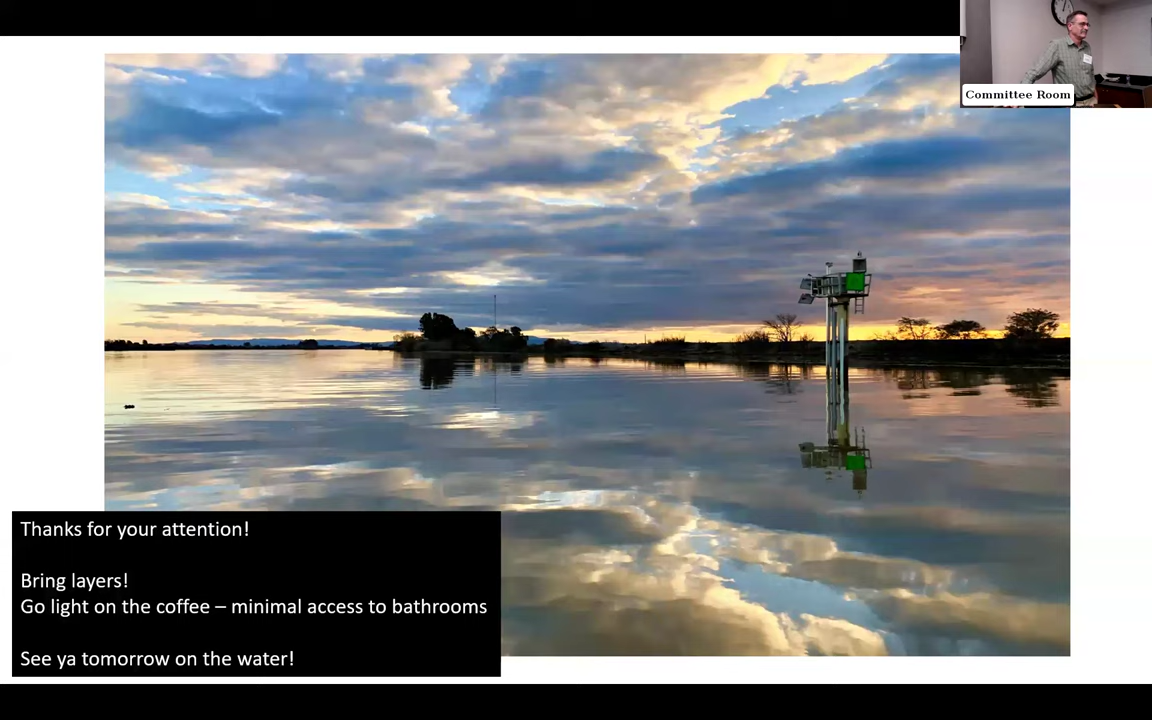 Committee Room
Thanks for your attention!
Bring layers!
Go light on the coffee – minimal access to bathrooms
See ya tomorrow on the water!